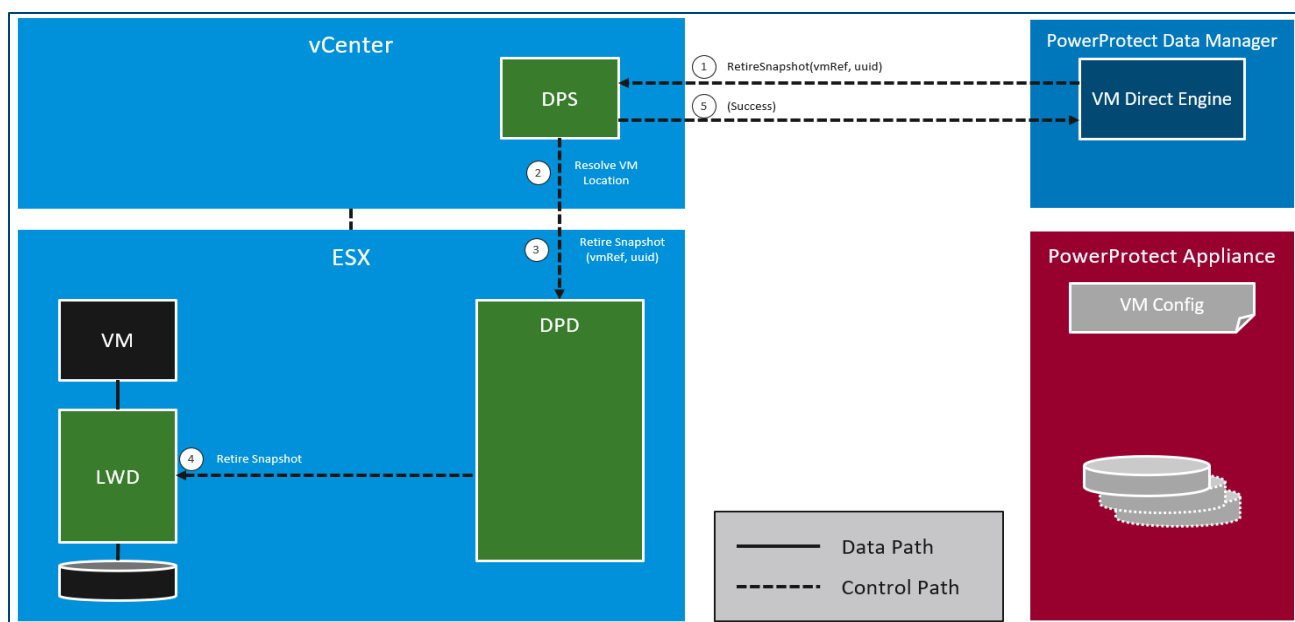 vCenter
PowerProtect Data Manager
DPS
1
RetireSnapshot(vmRef, uuid)
5
(Success)
VM Direct Engine
2
Resolve VM
Location
ESX
3
Retire Snapshot
(vmRef, uuid)
PowerProtect Appliance
VM Config
VM
DPD
LWD
4
Retire Snapshot
Data Path
Control Path